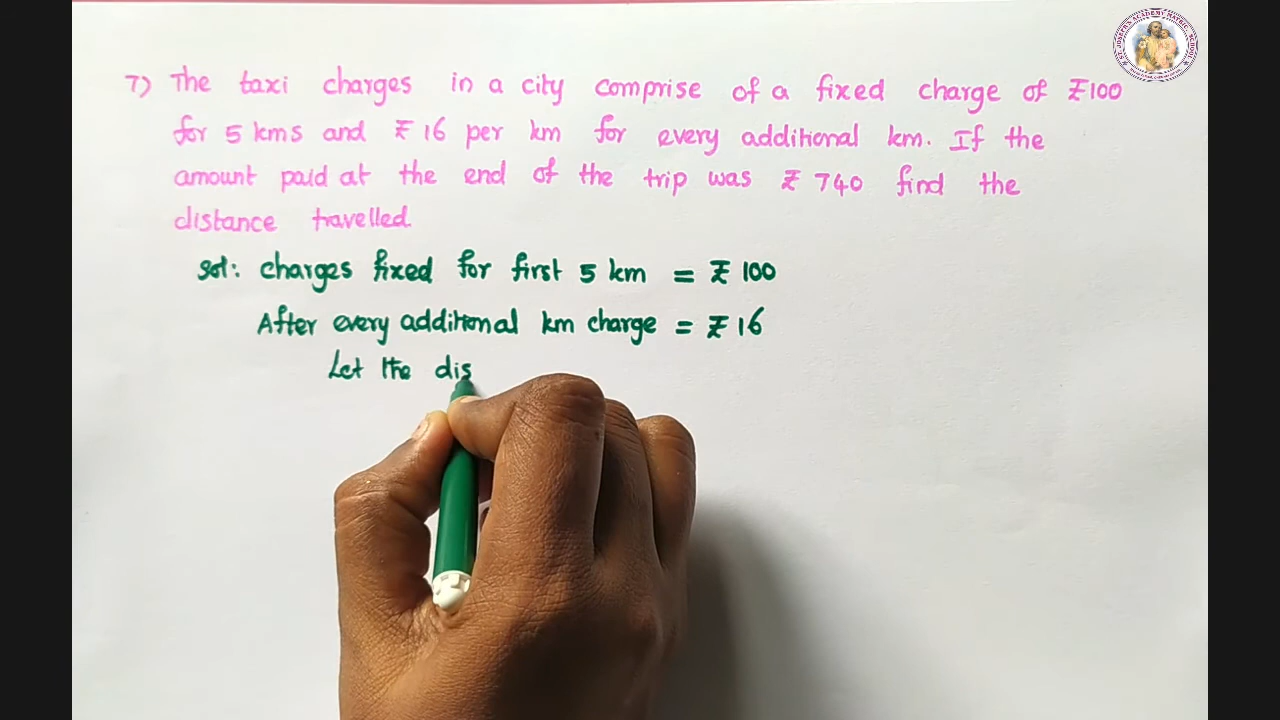 7) The taxi charges in a city comprise of a fixed charge of ₹100
for 5 kms and ₹16 per km for every additional km. If the
amount paid at the end of the trip was ₹ 740 find the
distance travelled.
sol: charges fixed for first 5 km = ₹ 100
After every additional km charge = ₹ 16
Let the dis